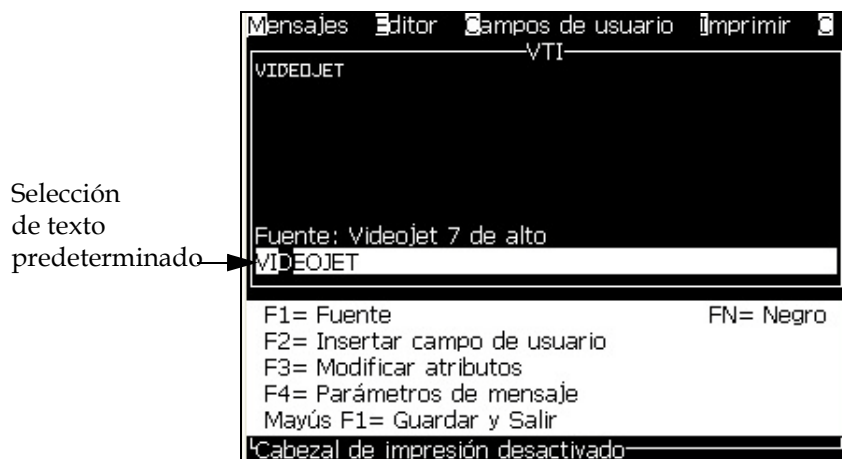 Mensajes Editor Campos de usuario Imprimir C
VTI
VIDEOJET
Selección
de texto
predeterminado
Fuente: Videojet 7 de alto
VIDEOJET
F1= Fuente FN= Negro
F2= Insertar campo de usuario
F3= Modificar atributos
F4= Parámetros de mensaje
Mayús F1= Guardar y Salir
Cabezal de impresión desactivado